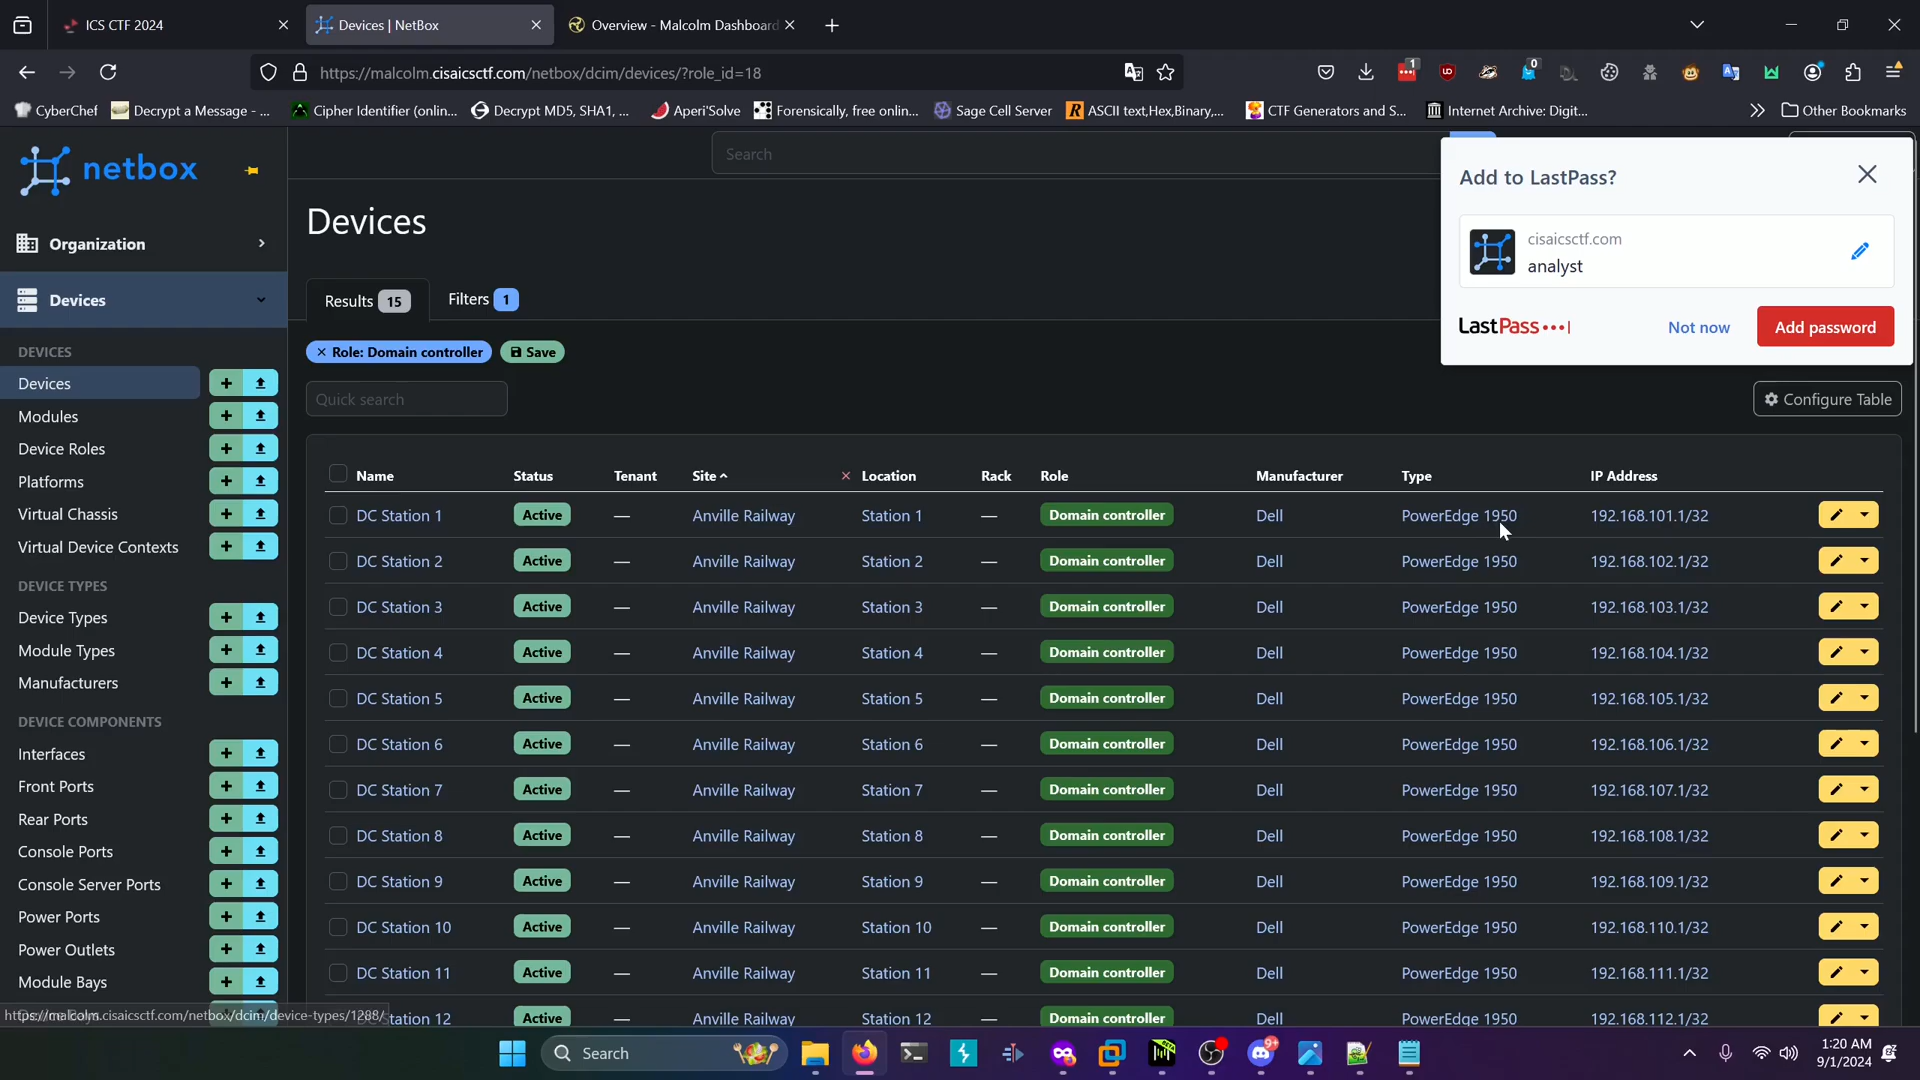 ICS CTF 2024
Devices | NetBox
Overview - Malcolm Dashboard
https://malcolm.cisaicsctf.com/netbox/dcim/devices/?role_id=18
1
0
CyberChef
Decrypt a Message - ...
Cipher Identifier (onlin...
Decrypt MD5, SHA1, ...
Aperi'Solve
Forensically, free onlin...
Sage Cell Server
ASCII text,Hex,Binary,...
CTF Generators and S...
Internet Archive: Digit...
Other Bookmarks
netbox
Search
Add to LastPass?
cisaicsctf.com
analyst
LastPass
Not now
Add password
Organization
Devices
DEVICES
Devices
Modules
Device Roles
Platforms
Virtual Chassis
Virtual Device Contexts
DEVICE TYPES
Device Types
Module Types
Manufacturers
DEVICE COMPONENTS
Interfaces
Front Ports
Rear Ports
Console Ports
Console Server Ports
Power Ports
Power Outlets
Module Bays
https://malcolm.cisaicsctf.com/netbox/dcim/device-types/1288/
Devices
Results 15
Filters 1
Role: Domain controller
Save
Quick search
Configure Table
Name Status Tenant Site Location Rack Role Manufacturer Type IP Address
DC Station 1 Active — Anville Railway Station 1 — Domain controller Dell PowerEdge 1950 192.168.101.1/32
DC Station 2 Active — Anville Railway Station 2 — Domain controller Dell PowerEdge 1950 192.168.102.1/32
DC Station 3 Active — Anville Railway Station 3 — Domain controller Dell PowerEdge 1950 192.168.103.1/32
DC Station 4 Active — Anville Railway Station 4 — Domain controller Dell PowerEdge 1950 192.168.104.1/32
DC Station 5 Active — Anville Railway Station 5 — Domain controller Dell PowerEdge 1950 192.168.105.1/32
DC Station 6 Active — Anville Railway Station 6 — Domain controller Dell PowerEdge 1950 192.168.106.1/32
DC Station 7 Active — Anville Railway Station 7 — Domain controller Dell PowerEdge 1950 192.168.107.1/32
DC Station 8 Active — Anville Railway Station 8 — Domain controller Dell PowerEdge 1950 192.168.108.1/32
DC Station 9 Active — Anville Railway Station 9 — Domain controller Dell PowerEdge 1950 192.168.109.1/32
DC Station 10 Active — Anville Railway Station 10 — Domain controller Dell PowerEdge 1950 192.168.110.1/32
DC Station 11 Active — Anville Railway Station 11 — Domain controller Dell PowerEdge 1950 192.168.111.1/32
Station 12 Active — Anville Railway Station 12 — Domain controller Dell PowerEdge 1950 192.168.112.1/32
Search
9+
1:20 AM
9/1/2024